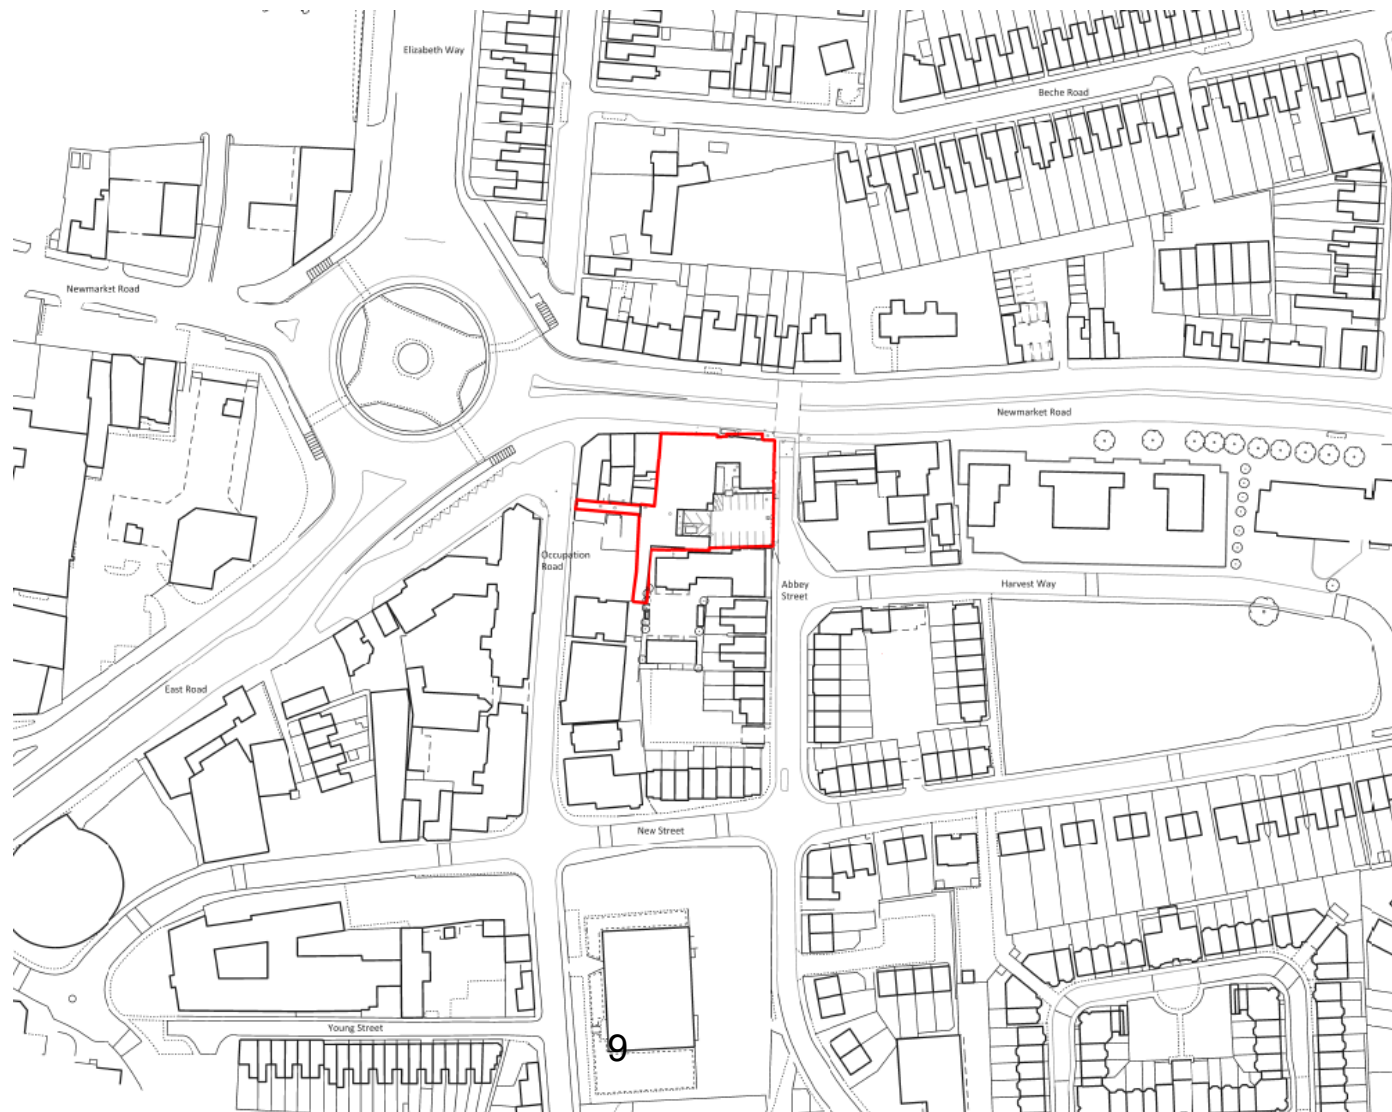 Elizabeth Way
Beche Road
Newmarket Road
Newmarket Road
Occupation
Road
Abbey
Street
Harvest Way
East Road
New Street
Young Street
9